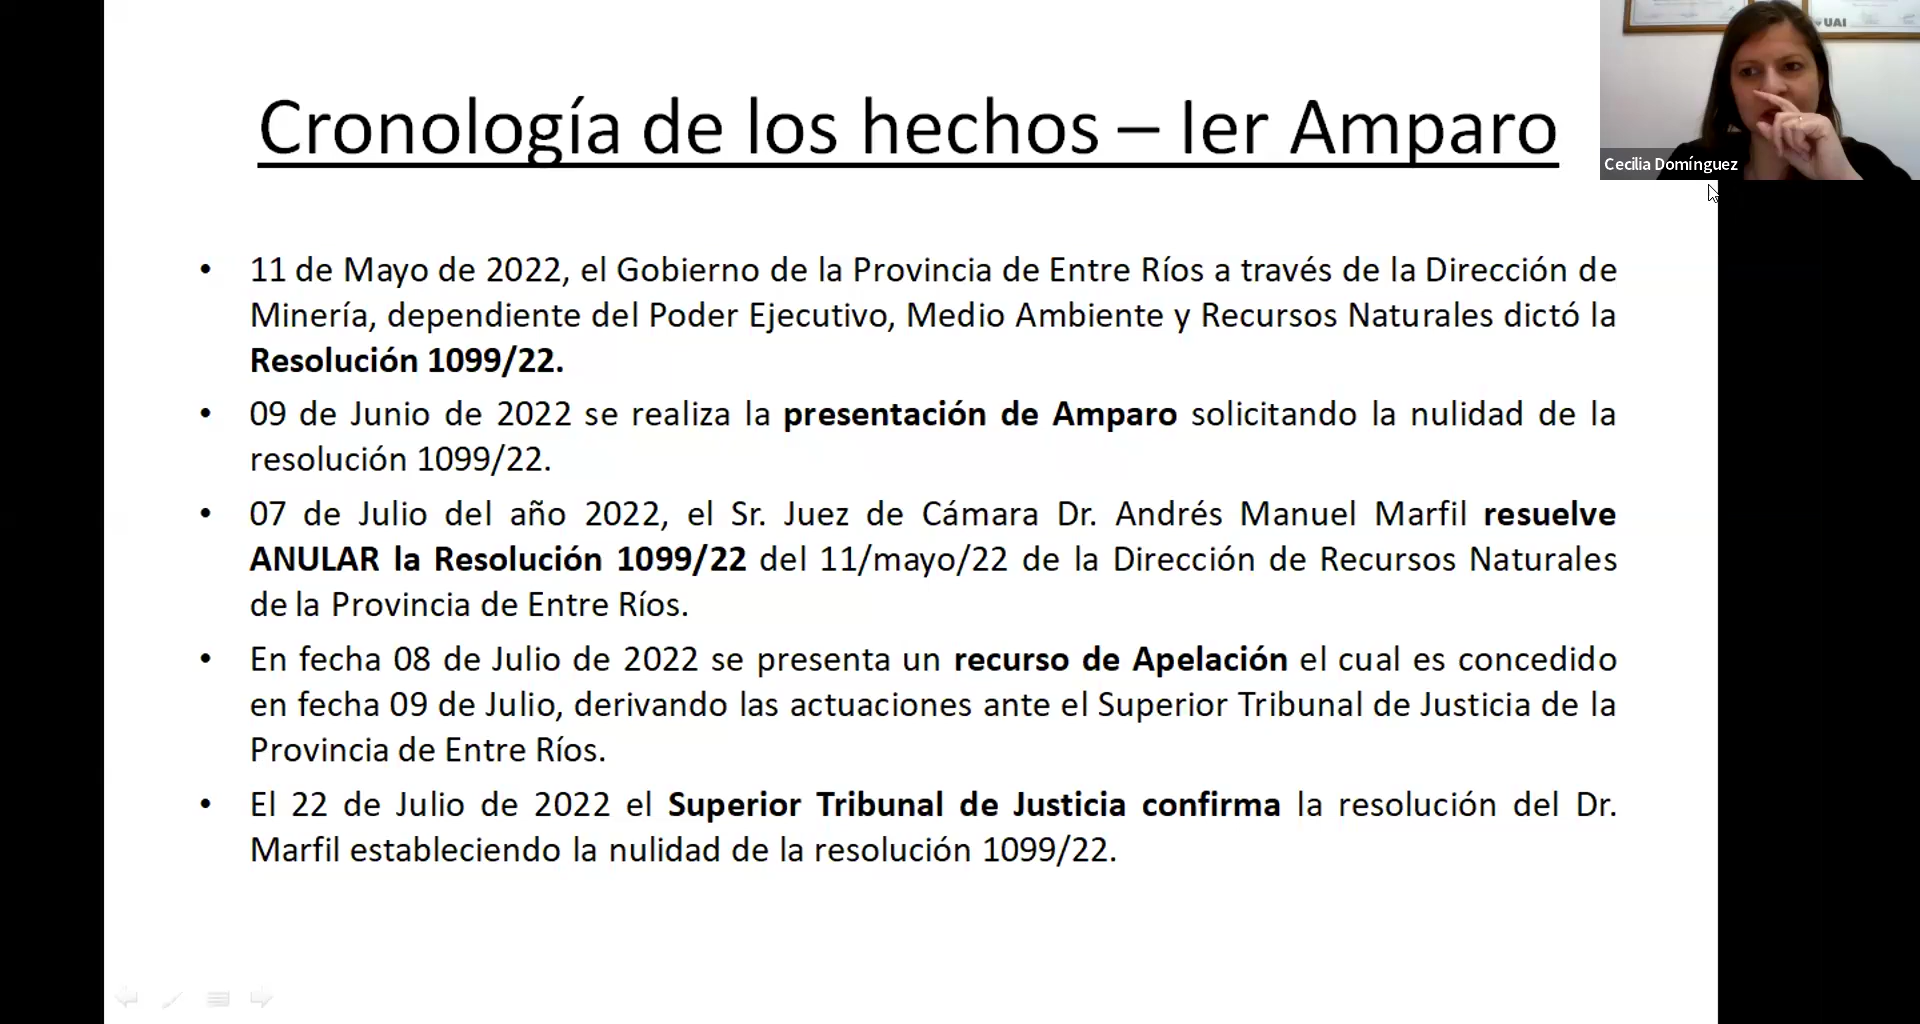 UAI
Cronología de los hechos – Ier Amparo
Cecilia Domínguez
• 11 de Mayo de 2022, el Gobierno de la Provincia de Entre Ríos a través de la Dirección de
Minería, dependiente del Poder Ejecutivo, Medio Ambiente y Recursos Naturales dictó la
Resolución 1099/22.
• 09 de Junio de 2022 se realiza la presentación de Amparo solicitando la nulidad de la
resolución 1099/22.
• 07 de Julio del año 2022, el Sr. Juez de Cámara Dr. Andrés Manuel Marfil resuelve
ANULAR la Resolución 1099/22 del 11/mayo/22 de la Dirección de Recursos Naturales
de la Provincia de Entre Ríos.
• En fecha 08 de Julio de 2022 se presenta un recurso de Apelación el cual es concedido
en fecha 09 de Julio, derivando las actuaciones ante el Superior Tribunal de Justicia de la
Provincia de Entre Ríos.
• El 22 de Julio de 2022 el Superior Tribunal de Justicia confirma la resolución del Dr.
Marfil estableciendo la nulidad de la resolución 1099/22.